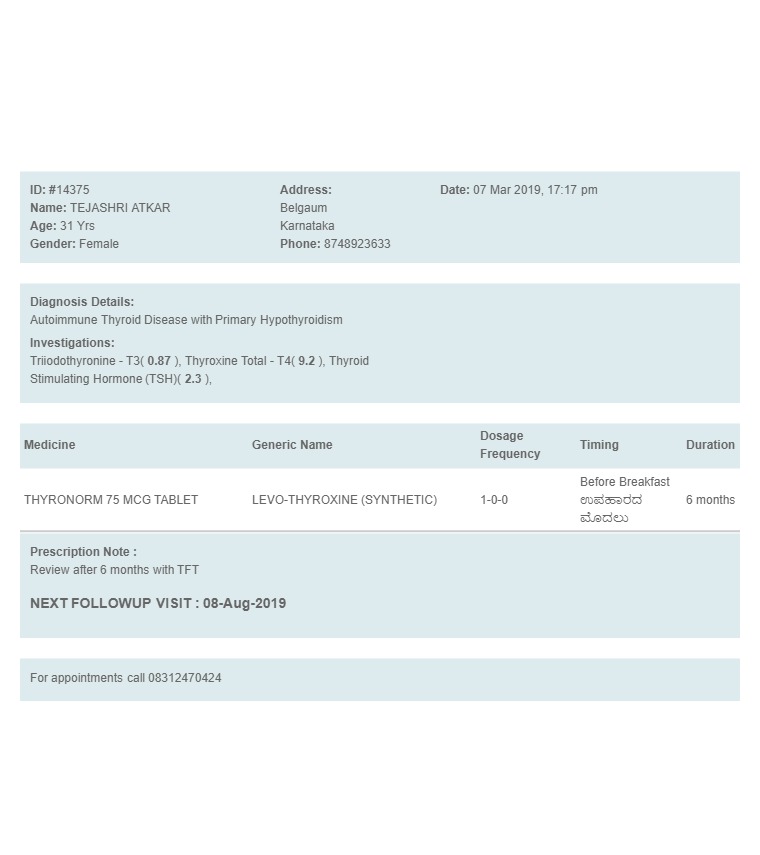 ID: #14375
Name: TEJASHRI ATKAR
Age: 31 Yrs
Gender: Female
Address:
Belgaum
Karnataka
Phone: 8748923633
Date: 07 Mar 2019, 17:17 pm
Diagnosis Details:
Autoimmune Thyroid Disease with Primary Hypothyroidism
Investigations:
Triiodothyronine - T3( 0.87 ), Thyroxine Total - T4( 9.2 ), Thyroid
Stimulating Hormone (TSH)( 2.3 ),
Medicine Generic Name Dosage Frequency Timing Duration
THYRONORM 75 MCG TABLET LEVO-THYROXINE (SYNTHETIC) 1-0-0 Before Breakfast ಉಪಹಾರದ ಮೊದಲು 6 months
Prescription Note :
Review after 6 months with TFT
NEXT FOLLOWUP VISIT : 08-Aug-2019
For appointments call 08312470424